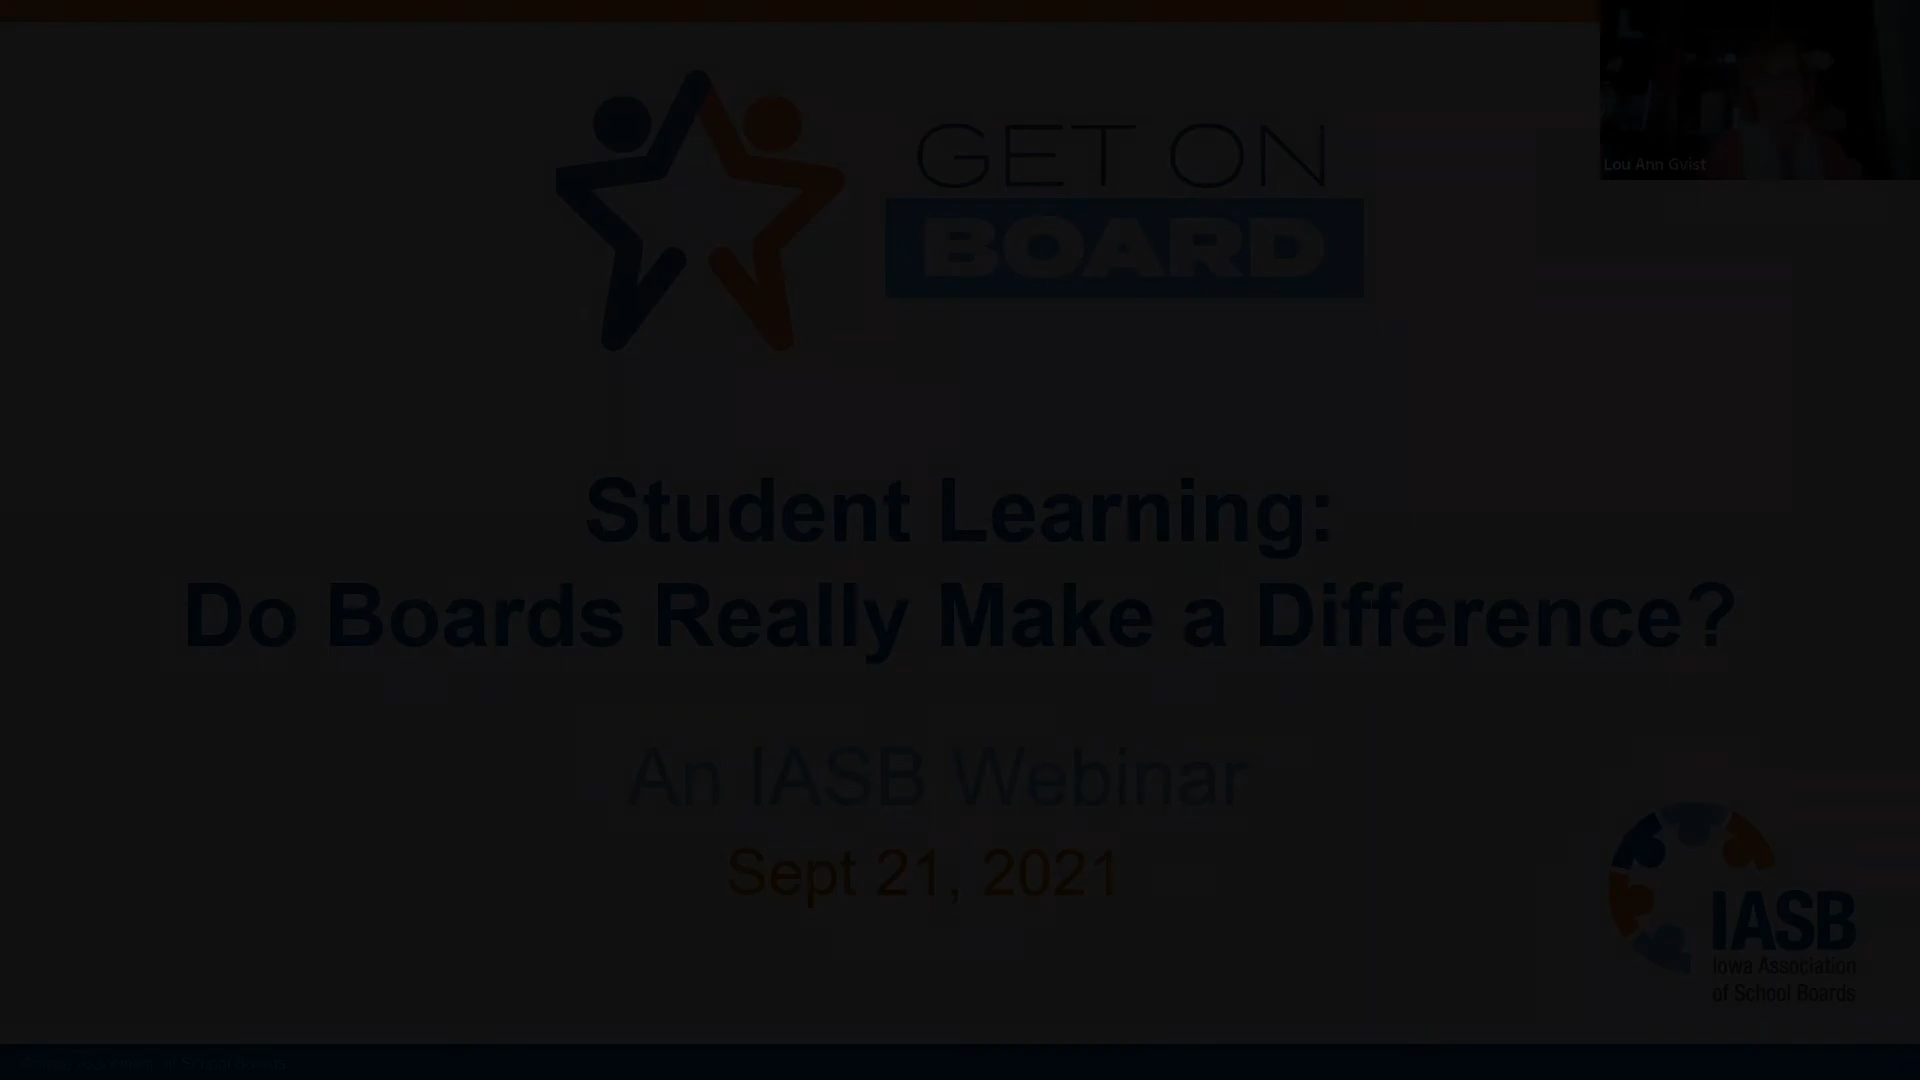 GET ON
BOARD
Lou Ann Gvist
Student Learning:
Do Boards Really Make a Difference?
An IASB Webinar
Sept 21, 2021
IASB
Iowa Association
of School Boards